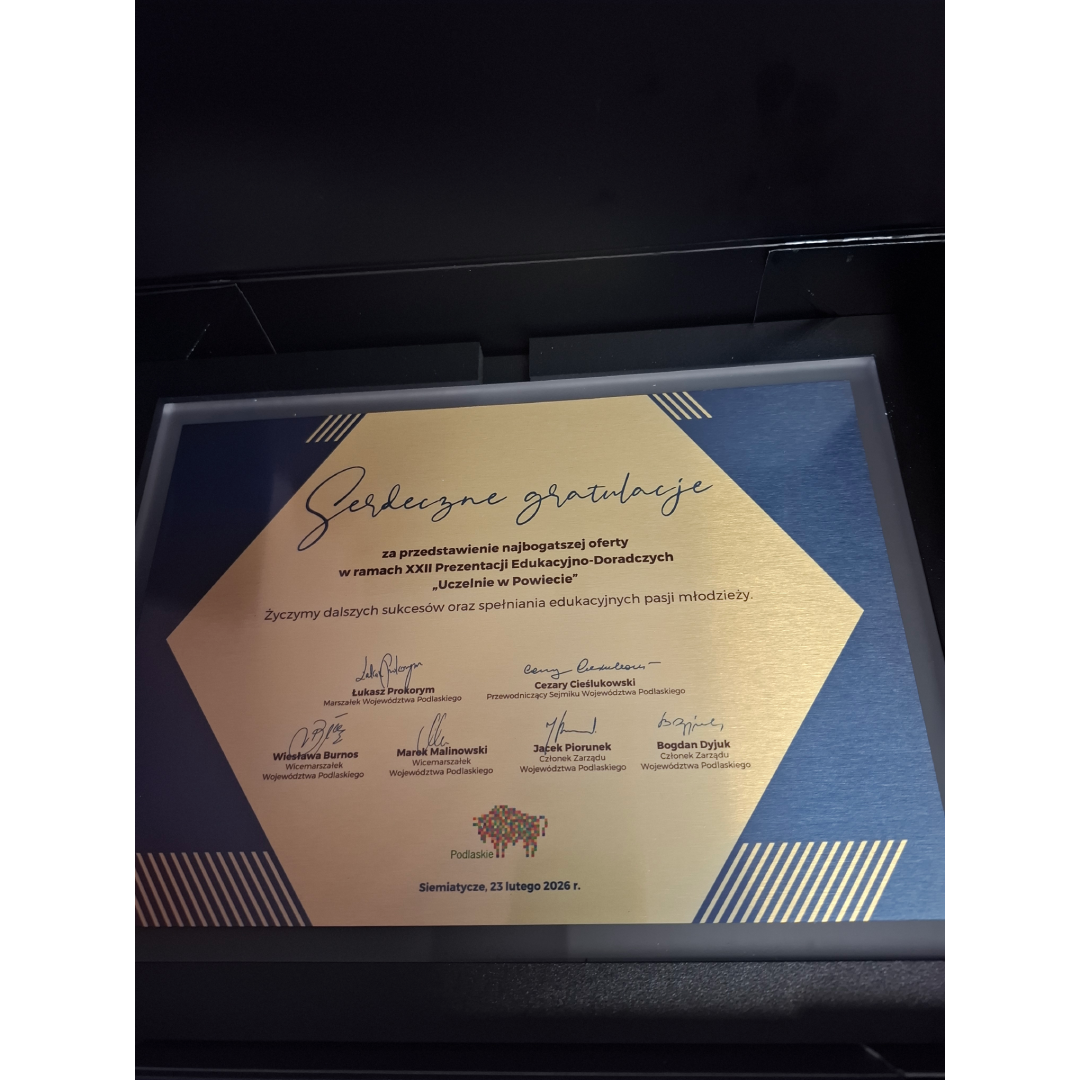 Serdeczne gratulacje
za przedstawienie najbogatszej oferty
w ramach XXII Prezentacji Edukacyjno-Doradczych
„Uczelnie w Powiecie”
Życzymy dalszych sukcesów oraz spełniania edukacyjnych pasji młodzieży.
Łukasz Prokorym
Marszałek Województwa Podlaskiego
Cezary Cieślukowski
Przewodniczący Sejmiku Województwa Podlaskiego
Wiesława Burnos
Wicemarszałek
Województwa Podlaskiego
Marek Malinowski
Wicemarszałek
Województwa Podlaskiego
Jacek Piorunek
Członek Zarządu
Województwa Podlaskiego
Bogdan Dyjuk
Członek Zarządu
Województwa Podlaskiego
Podlaskie
Siemiatycze, 23 lutego 2026 r.